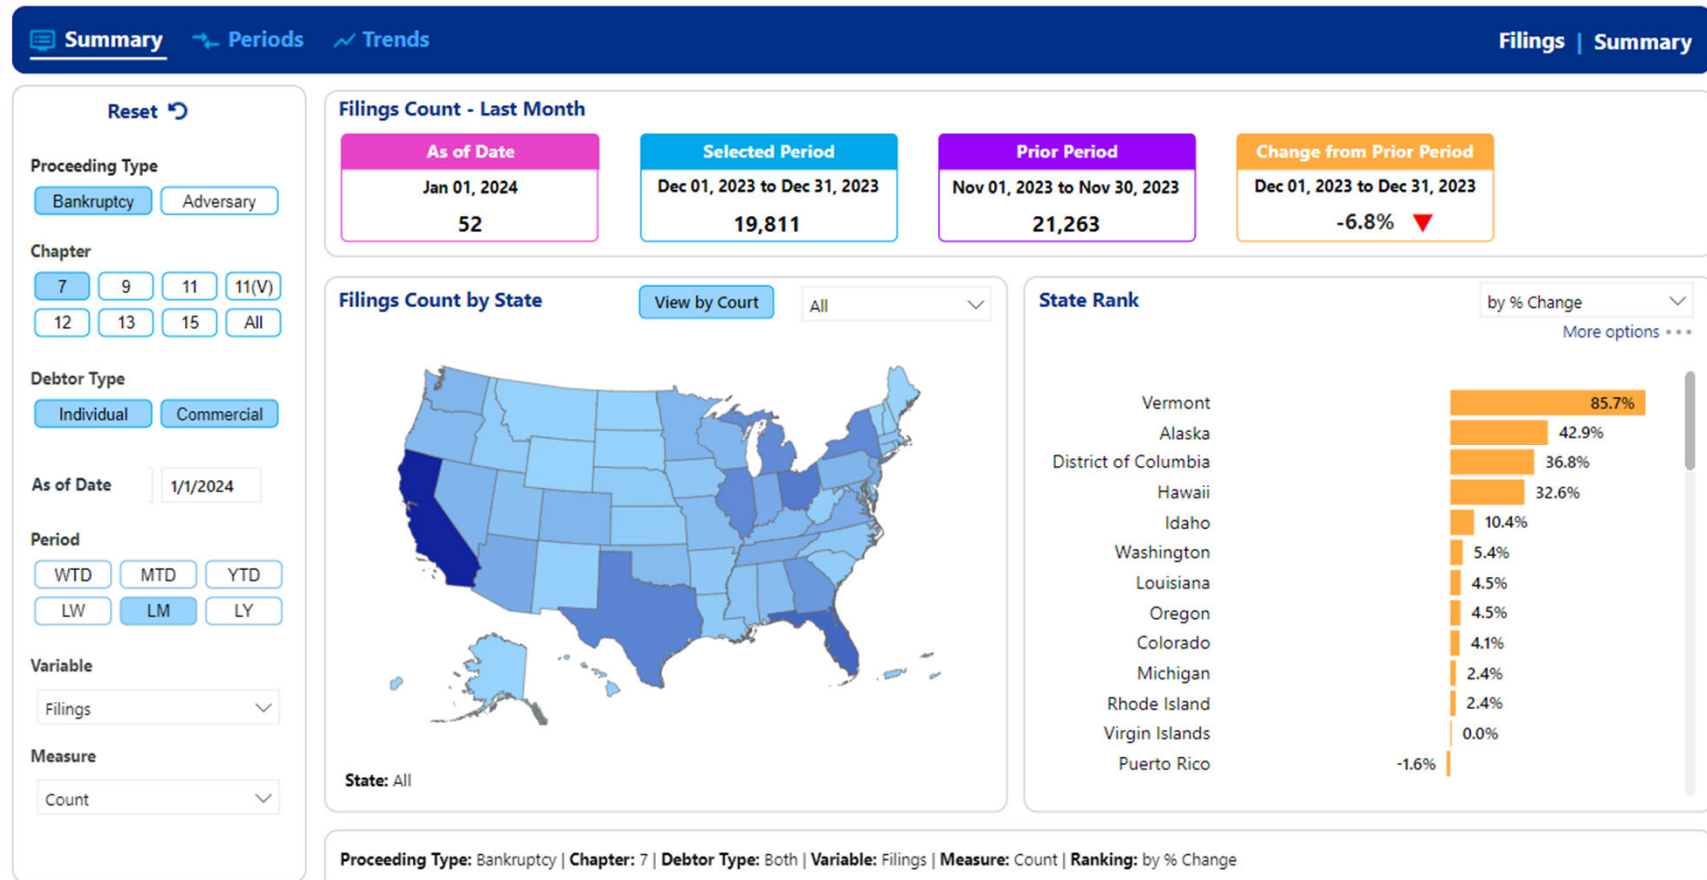 Summary Periods Trends Filings | Summary
Reset
Proceeding Type
Bankruptcy Adversary
Chapter
7 9 11 11(V)
12 13 15 All
Debtor Type
Individual Commercial
As of Date 1/1/2024
Period
WTD MTD YTD
LW LM LY
Variable
Filings
Measure
Count
Filings Count - Last Month
As of Date
Jan 01, 2024
52
Selected Period
Dec 01, 2023 to Dec 31, 2023
19,811
Prior Period
Nov 01, 2023 to Nov 30, 2023
21,263
Change from Prior Period
Dec 01, 2023 to Dec 31, 2023
-6.8%
Filings Count by State View by Court All
State: All
State Rank by % Change
More options
Vermont 85.7%
Alaska 42.9%
District of Columbia 36.8%
Hawaii 32.6%
Idaho 10.4%
Washington 5.4%
Louisiana 4.5%
Oregon 4.5%
Colorado 4.1%
Michigan 2.4%
Rhode Island 2.4%
Virgin Islands 0.0%
Puerto Rico -1.6%
Proceeding Type: Bankruptcy | Chapter: 7 | Debtor Type: Both | Variable: Filings | Measure: Count | Ranking: by % Change